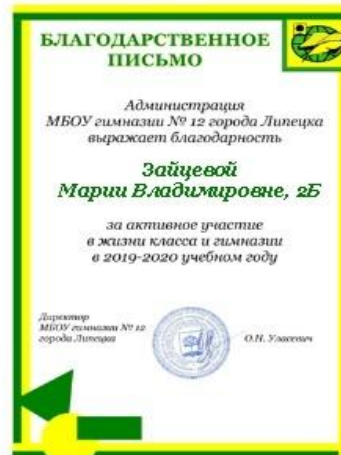 БЛАГОДАРСТВЕННОЕ
ПИСЬМО
Администрация
МБОУ гимназии № 12 города Липецка
выражает благодарность
Зайцевой
Марии Владимировне, 2Б
за активное участие
в жизни класса и гимназии
в 2019-2020 учебном году
Директор
МБОУ гимназии № 12
города Липецка
О.Н. Уласевич